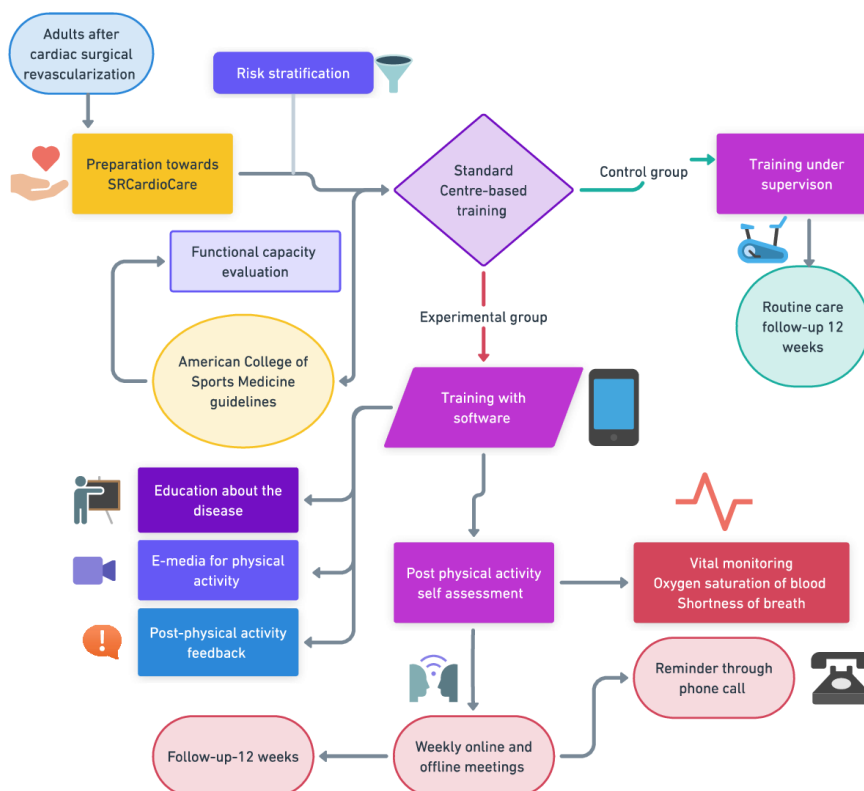 Adults after
cardiac surgical
revascularization
Risk stratification
Preparation towards
SRCardioCare
Standard
Centre-based
training
Control group
Training under
supervison
Functional capacity
evaluation
Routine care
follow-up 12
weeks
Experimental group
American College of
Sports Medicine
guidelines
Training with
software
Education about the
disease
E-media for physical
activity
Post physical activity
self assessment
Vital monitoring
Oxygen saturation of blood
Shortness of breath
Post-physical activity
feedback
Reminder through
phone call
Follow-up-12 weeks
Weekly online and
offline meetings